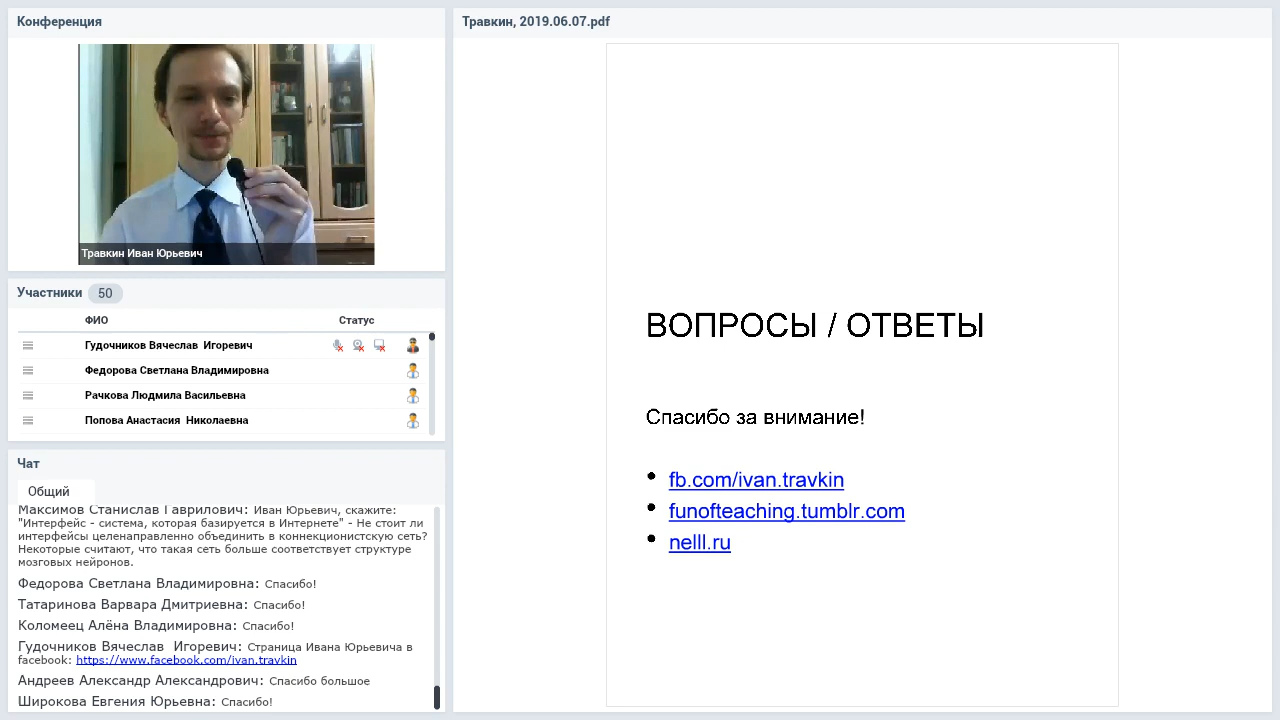 Конференция
Травкин Иван Юрьевич
Участники 50
ФИО Статус
Гудочников Вячеслав Игоревич
Федорова Светлана Владимировна
Рачкова Людмила Васильевна
Попова Анастасия Николаевна
Чат
Общий
Максимов Станислав Гаврилович: Иван Юрьевич, скажите:
"Интерфейс - система, которая базируется в Интернете" - Не стоит ли
интерфейсы целенаправленно объединить в коннекционистскую сеть?
Некоторые считают, что такая сеть больше соответствует структуре
мозговых нейронов.
Федорова Светлана Владимировна: Спасибо!
Татаринова Варвара Дмитриевна: Спасибо!
Коломеец Алёна Владимировна: Спасибо!
Гудочников Вячеслав Игоревич: Страница Ивана Юрьевича в
facebook: https://www.facebook.com/ivan.travkin
Андреев Александр Александрович: Спасибо большое
Широкова Евгения Юрьевна: Спасибо!
Травкин, 2019.06.07.pdf
ВОПРОСЫ / ОТВЕТЫ
Спасибо за внимание!
• fb.com/ivan.travkin
• funofteaching.tumblr.com
• nelll.ru